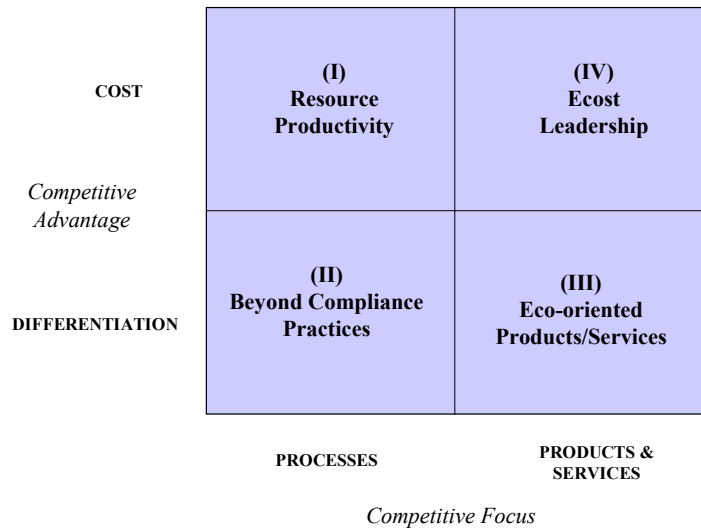 (I)
Resource
Productivity
(IV)
Ecost
Leadership
COST
Competitive
Advantage
(II)
Beyond Compliance
Practices
(III)
Eco-oriented
Products/Services
DIFFERENTIATION
PROCESSES
PRODUCTS &
SERVICES
Competitive Focus